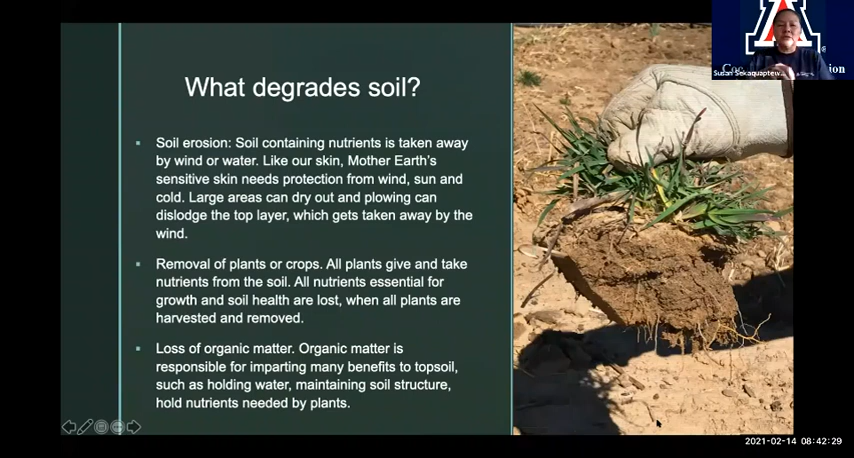 A
®
Coo
ion
Susan Sekaquaptew...
What degrades soil?
▪ Soil erosion: Soil containing nutrients is taken away
by wind or water. Like our skin, Mother Earth's
sensitive skin needs protection from wind, sun and
cold. Large areas can dry out and plowing can
dislodge the top layer, which gets taken away by the
wind.
▪ Removal of plants or crops. All plants give and take
nutrients from the soil. All nutrients essential for
growth and soil health are lost, when all plants are
harvested and removed.
▪ Loss of organic matter. Organic matter is
responsible for imparting many benefits to topsoil,
such as holding water, maintaining soil structure,
hold nutrients needed by plants.
2021-02-14 08:42:29